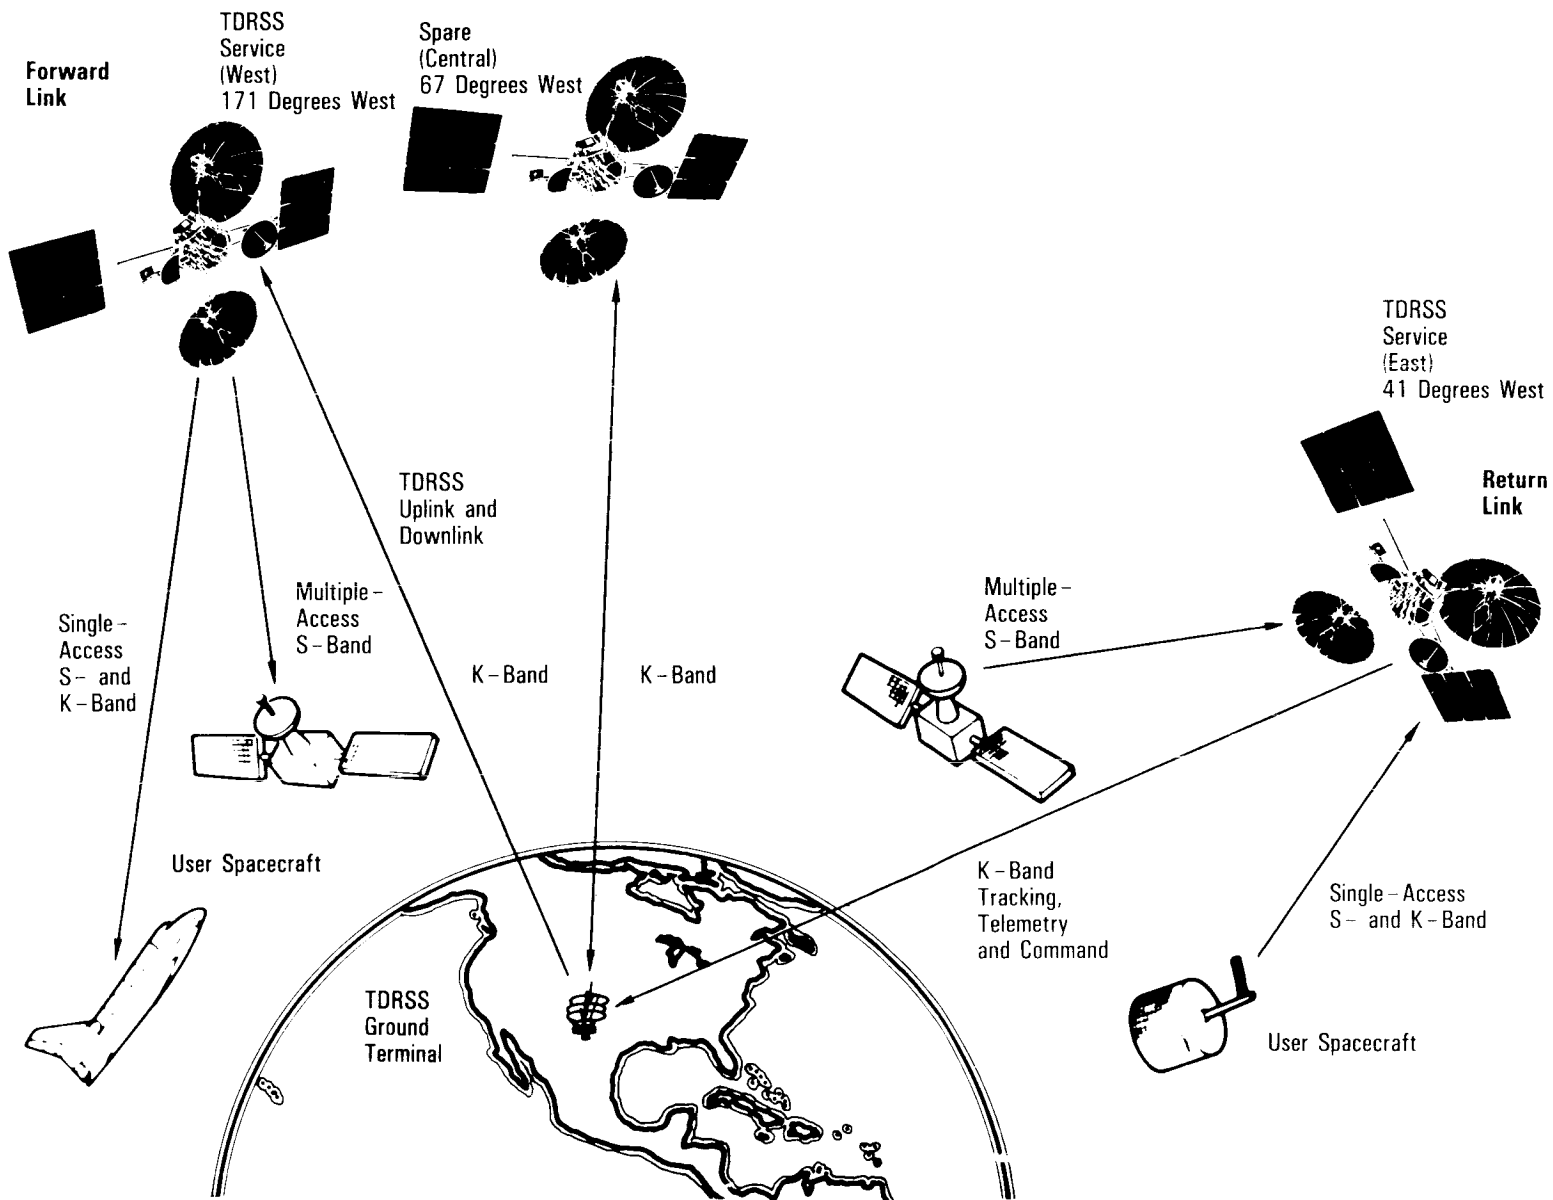 Forward
Link
TDRSS
Service
(West)
171 Degrees West
Spare
(Central)
67 Degrees West
TDRSS
Service
(East)
41 Degrees West
Return
Link
TDRSS
Uplink and
Downlink
Single-
Access
S- and
K-Band
Multiple-
Access
S-Band
K-Band
K-Band
Multiple-
Access
S-Band
User Spacecraft
K-Band
Tracking,
Telemetry
and Command
Single-Access
S- and K-Band
TDRSS
Ground
Terminal
User Spacecraft